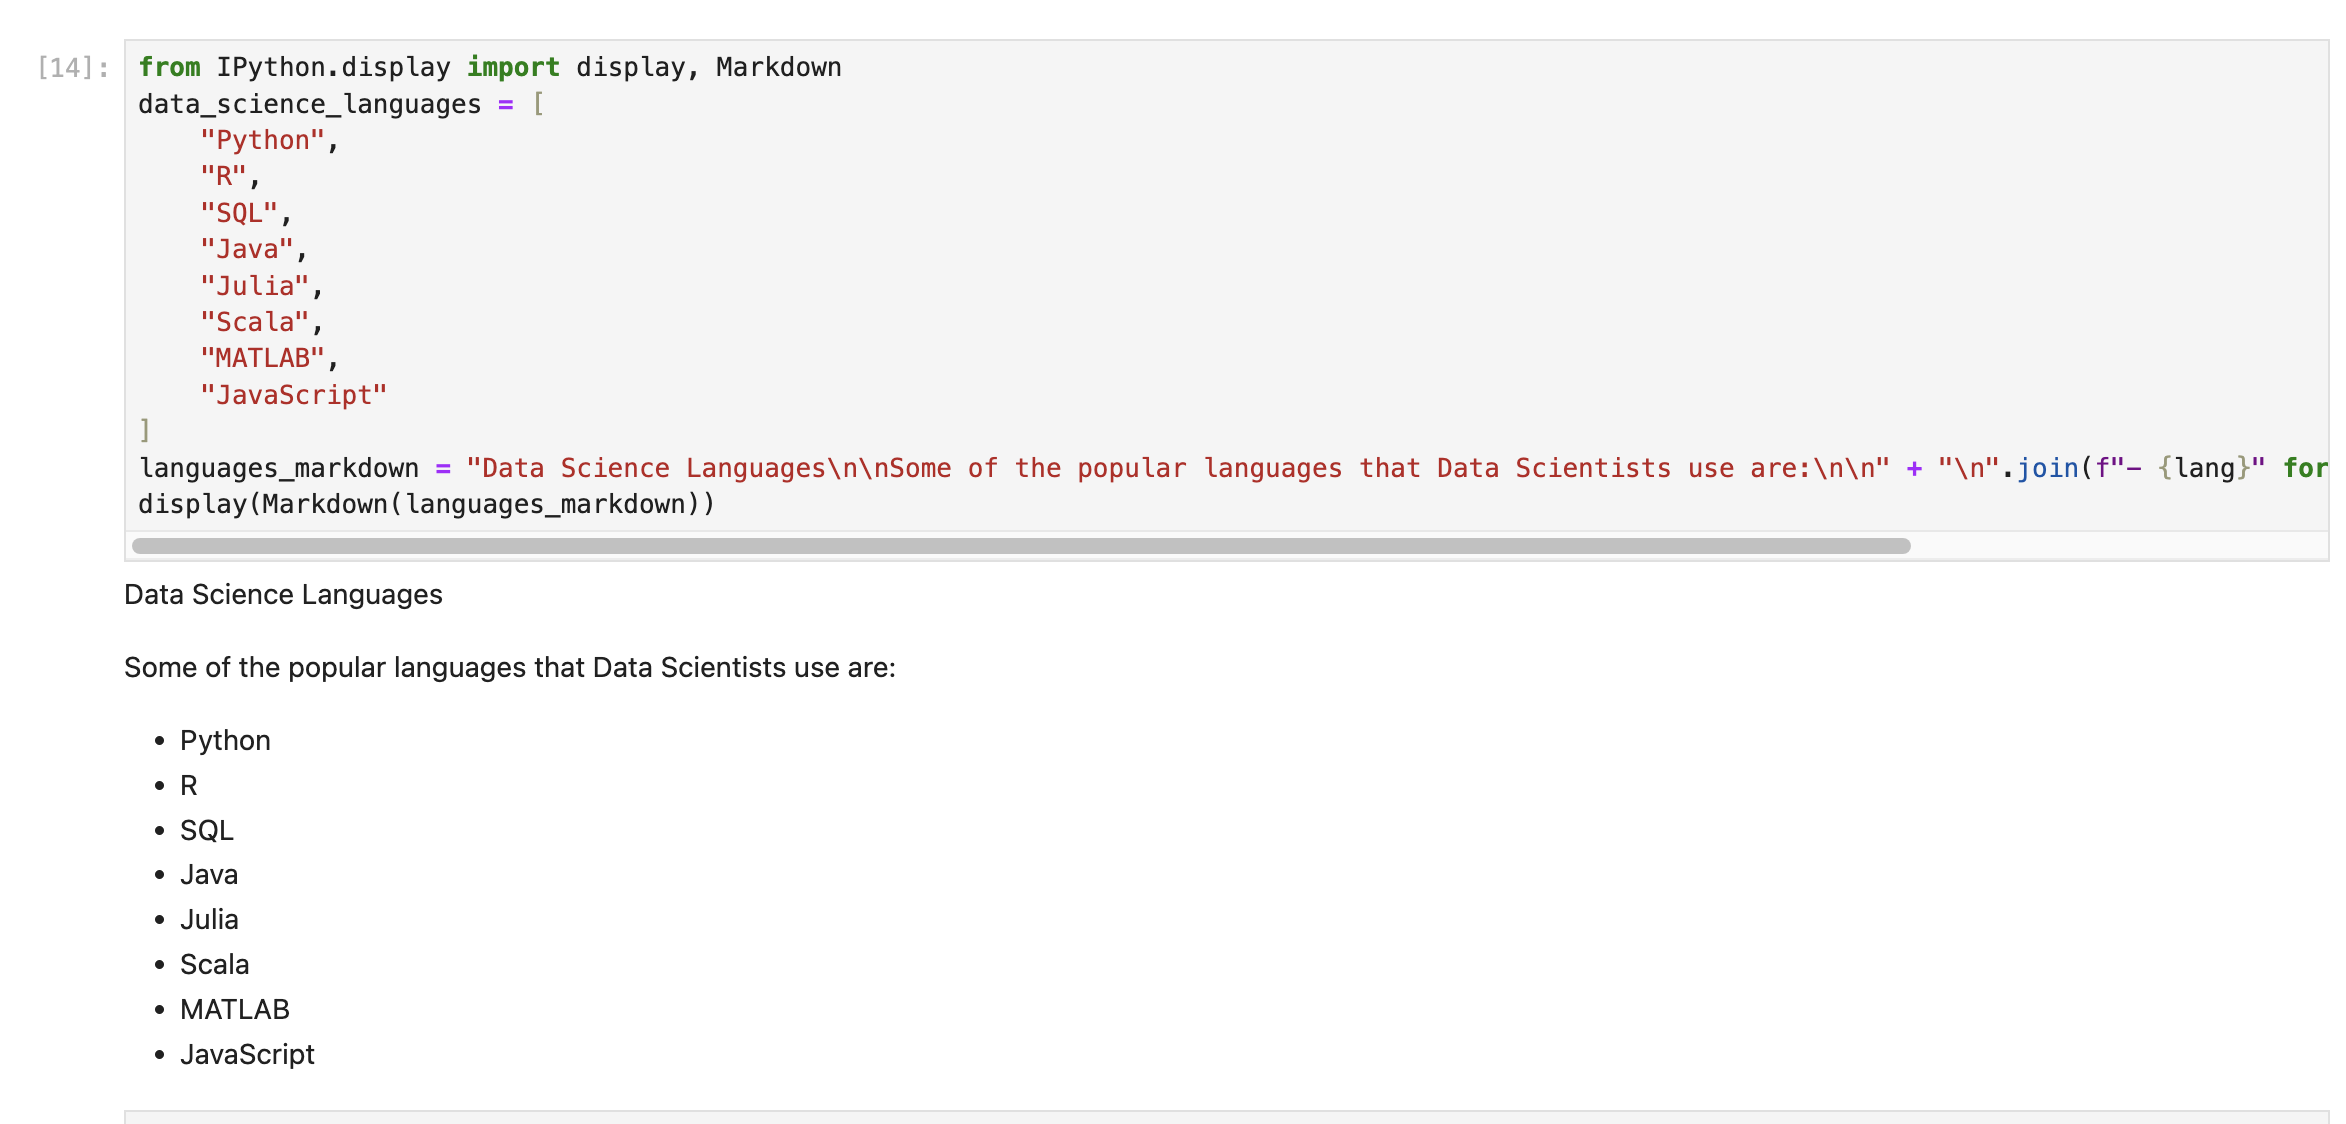 [14]:
from IPython.display import display, Markdown
data_science_languages = [
    "Python",
    "R",
    "SQL",
    "Java",
    "Julia",
    "Scala",
    "MATLAB",
    "JavaScript"
]
languages_markdown = "Data Science Languages\n\nSome of the popular languages that Data Scientists use are:\n\n" + "\n".join(f"- {lang}" for
display(Markdown(languages_markdown))
Data Science Languages
Some of the popular languages that Data Scientists use are:
• Python
• R
• SQL
• Java
• Julia
• Scala
• MATLAB
• JavaScript